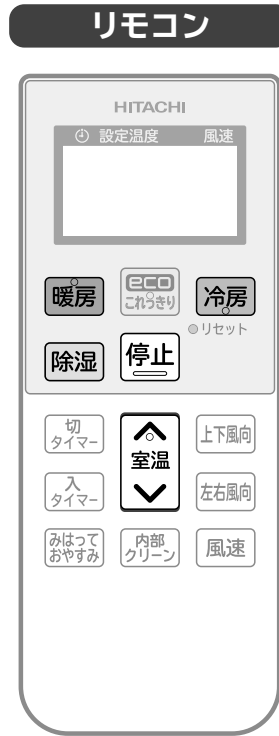 リモコン
HITACHI
設定温度 風速
暖房
eco
これっきり
冷房
リセット
除湿
停止
切
タイマー
室温
上下風向
入
タイマー
左右風向
みはって
おやすみ
内部
クリーン
風速